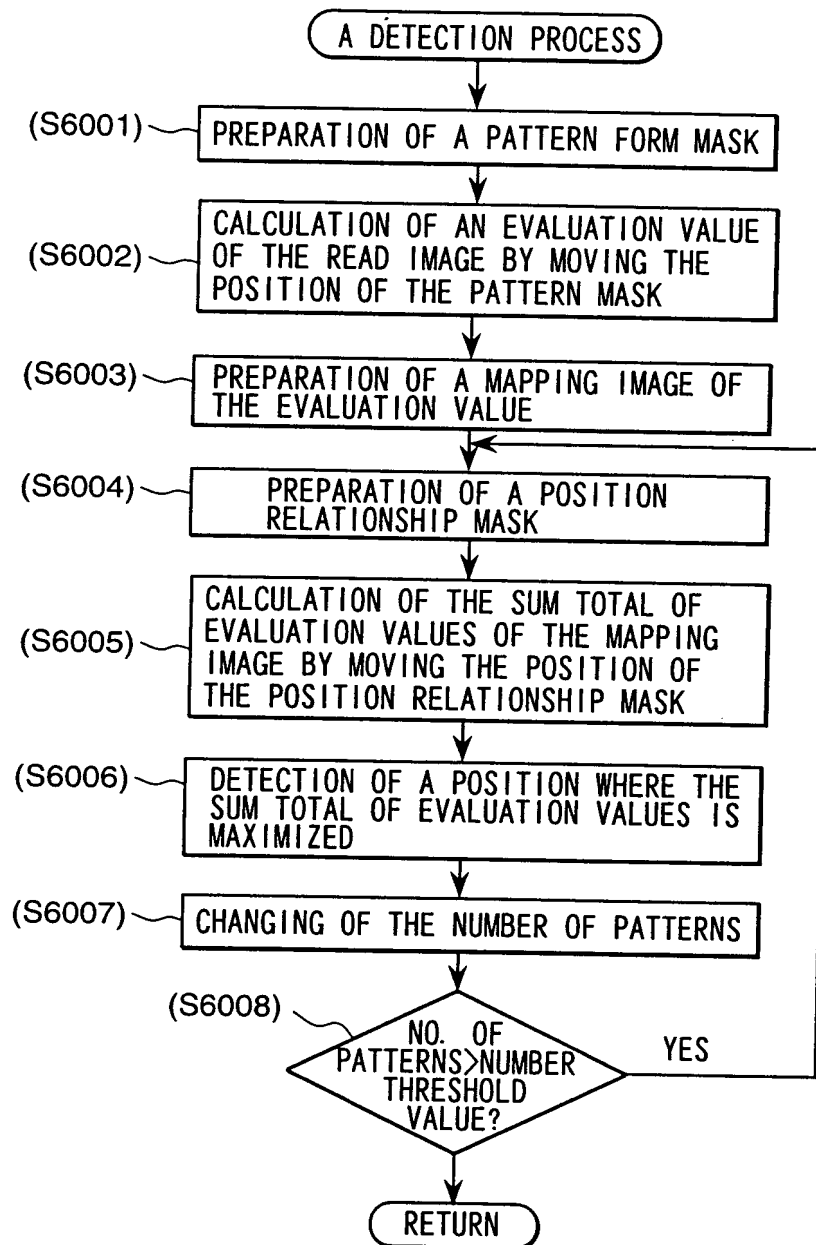 A DETECTION PROCESS
(S6001)
PREPARATION OF A PATTERN FORM MASK
(S6002)
CALCULATION OF AN EVALUATION VALUE
OF THE READ IMAGE BY MOVING THE
POSITION OF THE PATTERN MASK
(S6003)
PREPARATION OF A MAPPING IMAGE OF
THE EVALUATION VALUE
(S6004)
PREPARATION OF A POSITION
RELATIONSHIP MASK
(S6005)
CALCULATION OF THE SUM TOTAL OF
EVALUATION VALUES OF THE MAPPING
IMAGE BY MOVING THE POSITION OF
THE POSITION RELATIONSHIP MASK
(S6006)
DETECTION OF A POSITION WHERE THE
SUM TOTAL OF EVALUATION VALUES IS
MAXIMIZED
(S6007)
CHANGING OF THE NUMBER OF PATTERNS
(S6008)
NO. OF
PATTERNS>NUMBER
THRESHOLD
VALUE?
YES
RETURN